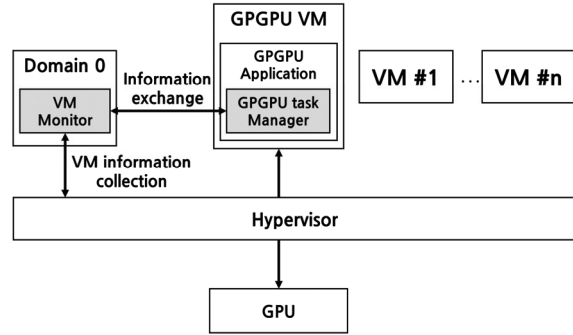 GPGPU VM
Domain 0
VM
Monitor
Information
exchange
GPGPU
Application
GPGPU task
Manager
VM #1
...
VM #n
VM information
collection
Hypervisor
GPU